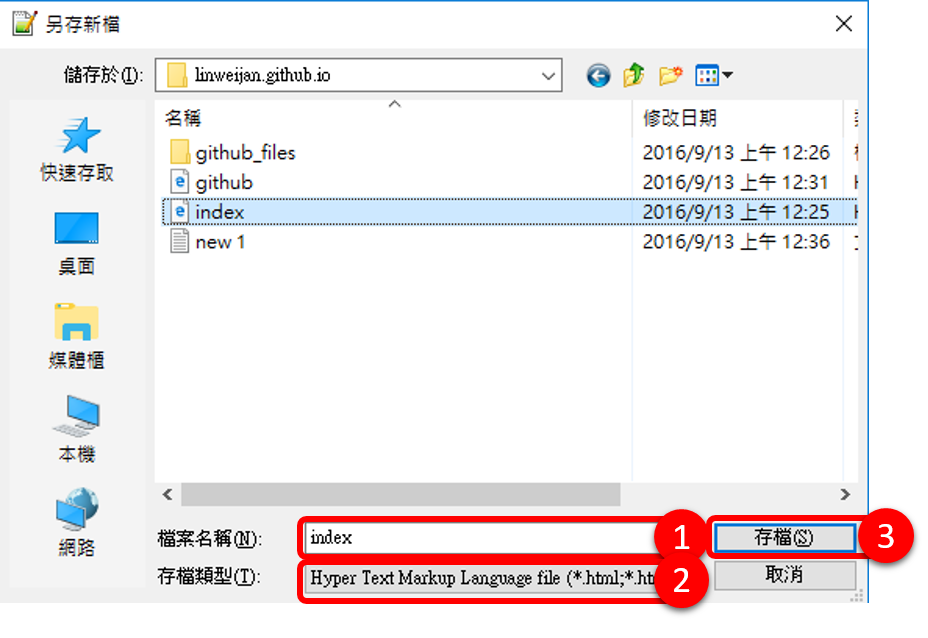 另存新檔
儲存於(I): linweijan.github.io
名稱 修改日期
github_files 2016/9/13 上午 12:26
github 2016/9/13 上午 12:31
index 2016/9/13 上午 12:25
new 1 2016/9/13 上午 12:36
快速存取
桌面
媒體櫃
本機
網路
檔案名稱(N): index 1 存檔(S) 3
存檔類型(T): Hyper Text Markup Language file (*.html;*.ht 2 取消